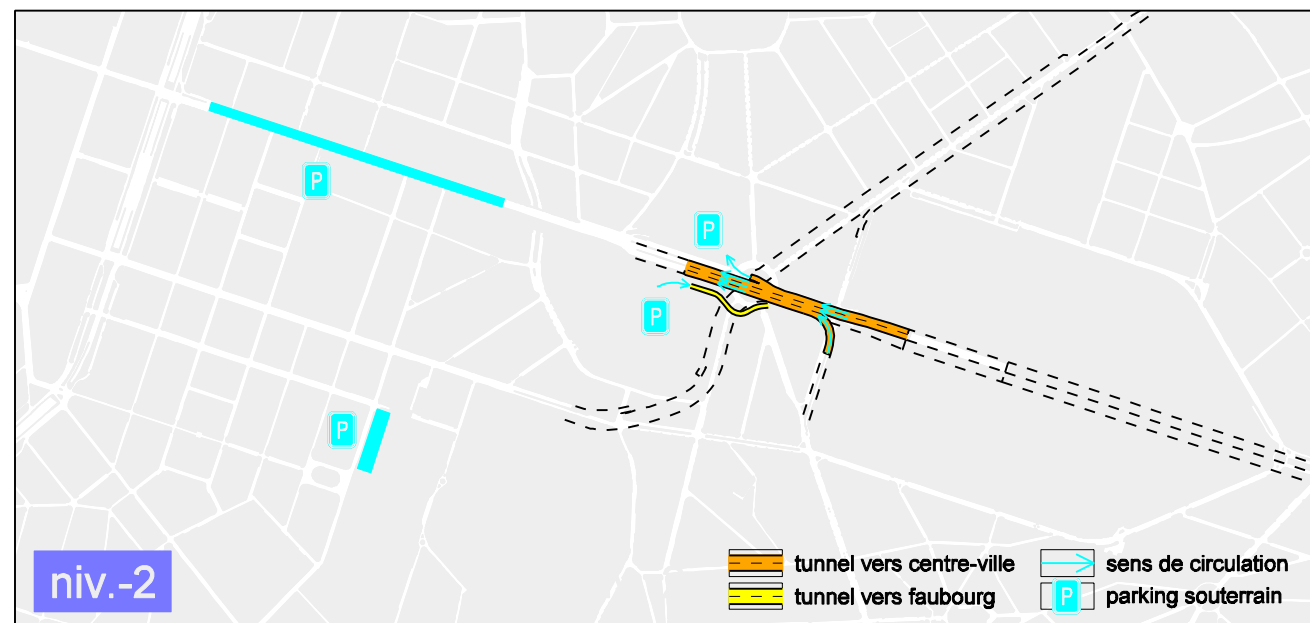 P
P
P
P
niv.-2
tunnel vers centre-ville
sens de circulation
tunnel vers faubourg
P
parking souterrain